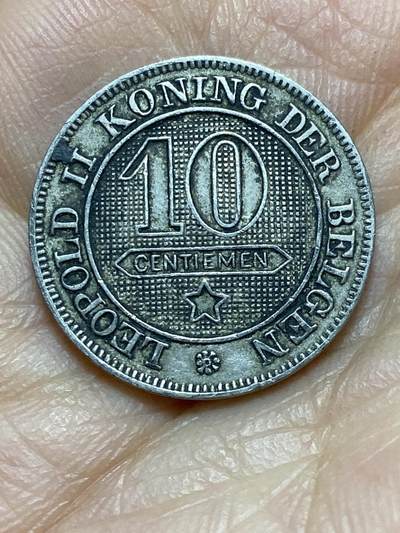 LEOPOLD II KONING DER BELGEN
10
CENTIEMEN